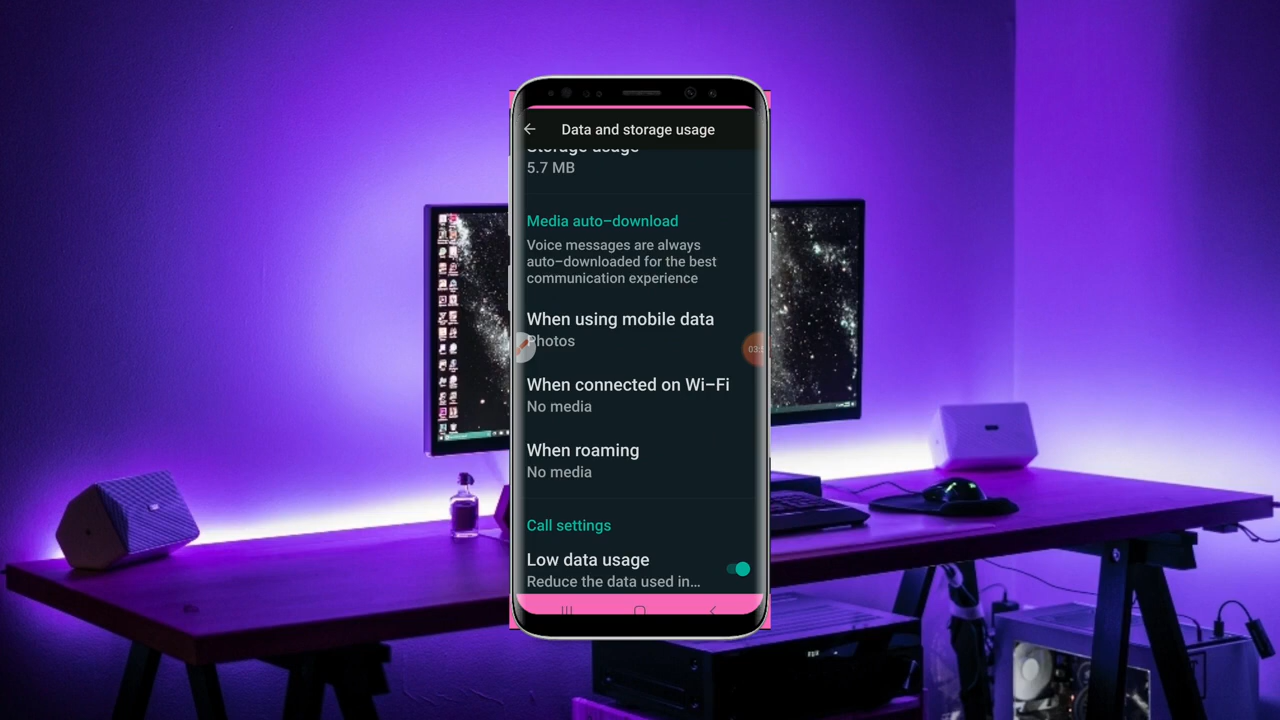 Data and storage usage
Storage usage
5.7 MB
Media auto-download
Voice messages are always
auto-downloaded for the best
communication experience
When using mobile data
Photos
When connected on Wi-Fi
No media
When roaming
No media
Call settings
Low data usage
Reduce the data used in...